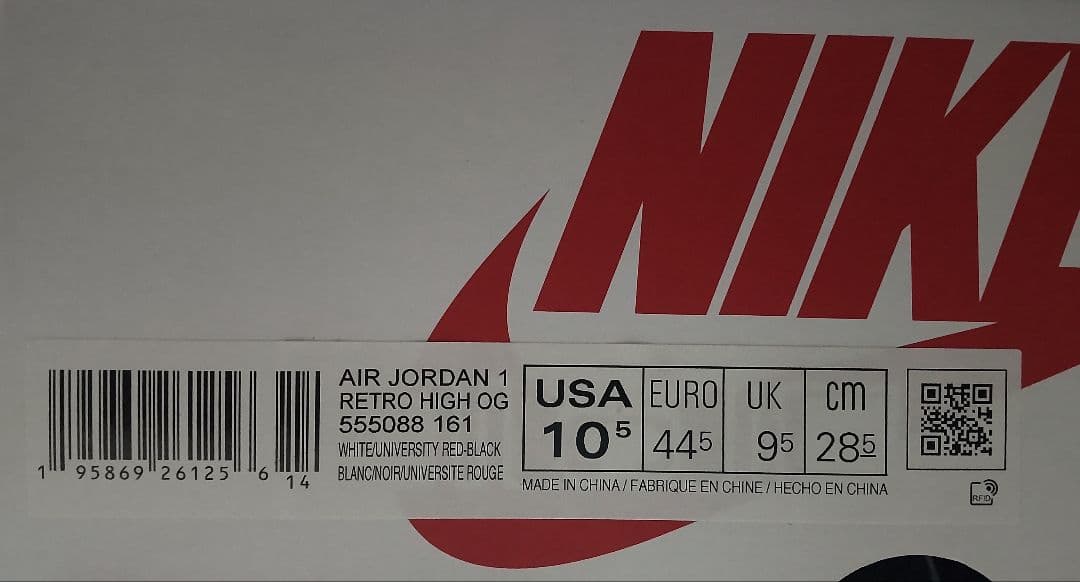 NIK
AIR JORDAN 1
RETRO HIGH OG
555088 161
WHITE/UNIVERSITY RED-BLACK
BLANC/NOIR/UNIVERSITE ROUGE
1 95869 26125 6 14
USA EURO UK cm
10⁵ 44⁵ 9⁵ 28⁵
MADE IN CHINA / FABRIQUE EN CHINE / HECHO EN CHINA
RFID